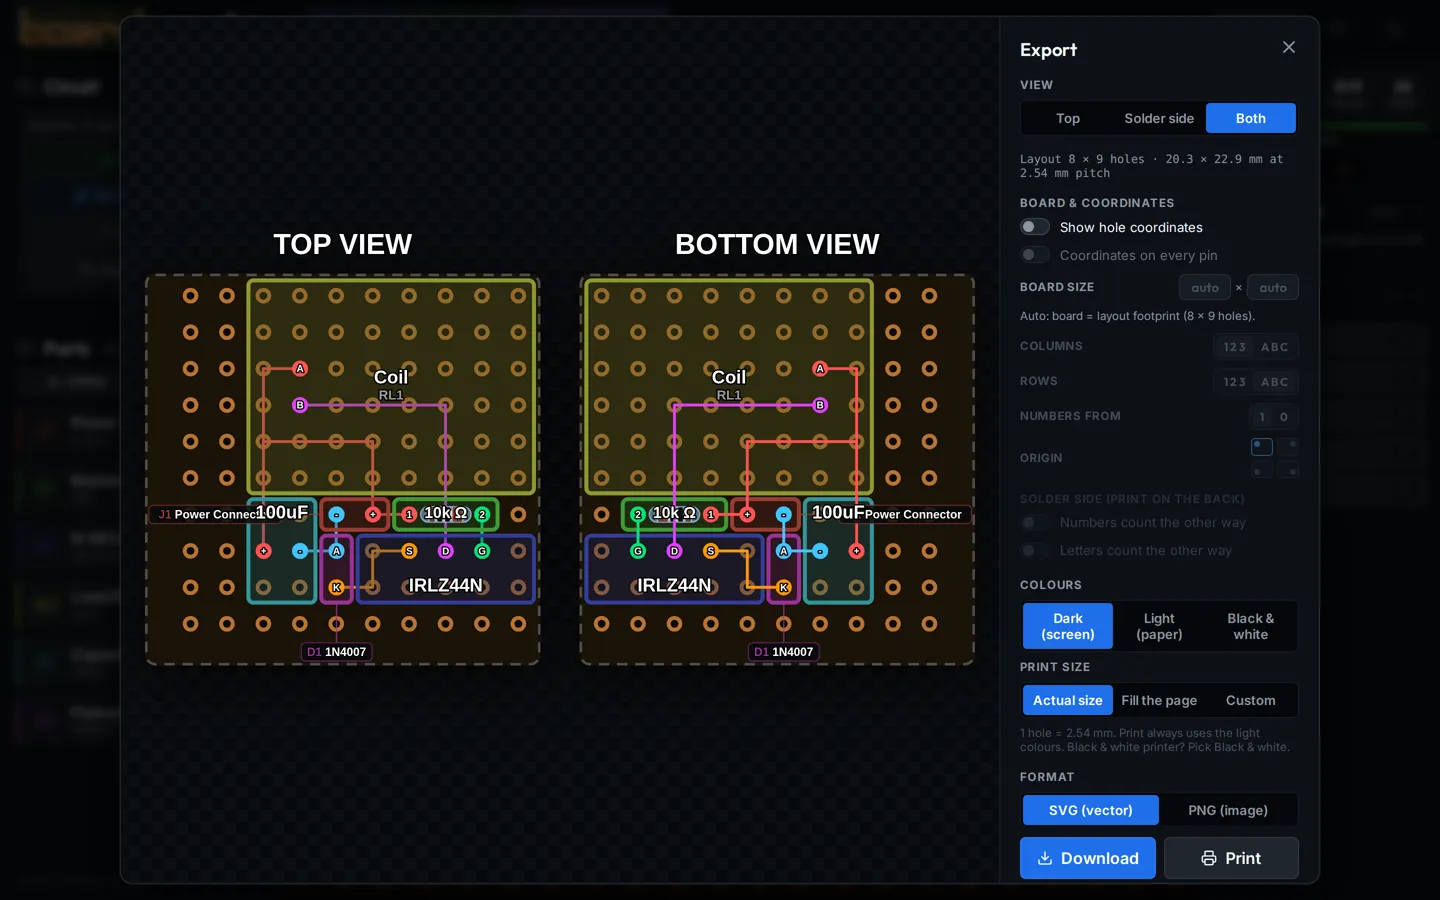 Export
VIEW
Top
Solder side
Both
Layout 8 × 9 holes · 20.3 × 22.9 mm at
2.54 mm pitch
BOARD & COORDINATES
Show hole coordinates
Coordinates on every pin
BOARD SIZE
auto × auto
Auto: board = layout footprint (8 × 9 holes).
COLUMNS
123 ABC
ROWS
123 ABC
NUMBERS FROM
1 0
ORIGIN
SOLDER SIDE (PRINT ON THE BACK)
Numbers count the other way
Letters count the other way
COLOURS
Dark
(screen)
Light
(paper)
Black &
white
PRINT SIZE
Actual size
Fill the page
Custom
1 hole = 2.54 mm. Print always uses the light
colours. Black & white printer? Pick Black & white.
FORMAT
SVG (vector)
PNG (image)
Download
Print
TOP VIEW
A
Coil
RL1
B
J1 Power Connec
100uF
- + 1 10k Ω 2
+ - A S D G
K
IRLZ44N
D1 1N4007
BOTTOM VIEW
A
Coil
RL1
B
2 10k Ω 1 + -
100uF
Power Connector
G D S A - +
IRLZ44N
K
D1 1N4007